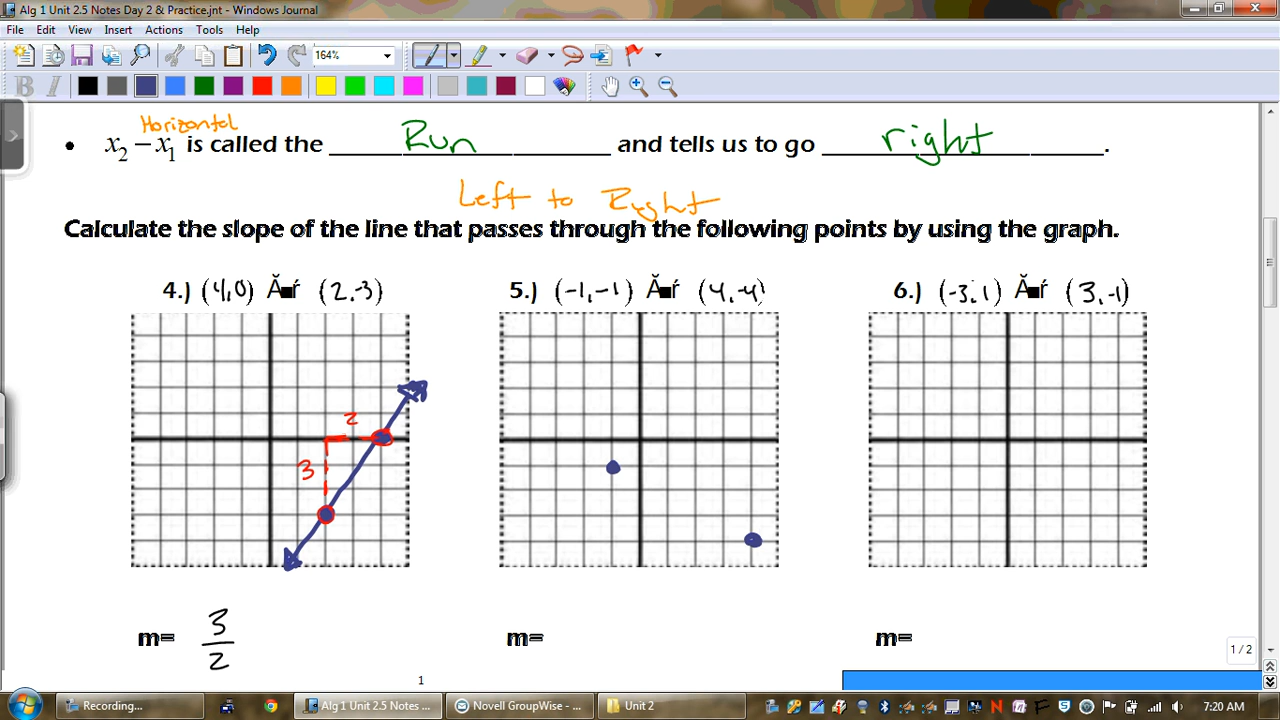 Alg 1 Unit 2.5 Notes Day 2 & Practice.jnt - Windows Journal
File Edit View Insert Actions Tools Help
164%
B I
Horizontal
x₂ − x₁ is called the Run and tells us to go right.
Left to Right
Calculate the slope of the line that passes through the following points by using the graph.
4.) (4,0) Ă■ŕ (2,-3)
5.) (-1,-1) Ă■ŕ (4,-4)
6.) (-3,1) Ă■ŕ (3,-1)
2
3
m= 3/2
m=
m=
1 / 2
1
Recording...
Alg 1 Unit 2.5 Notes ...
Novell GroupWise - ...
Unit 2
7:20 AM